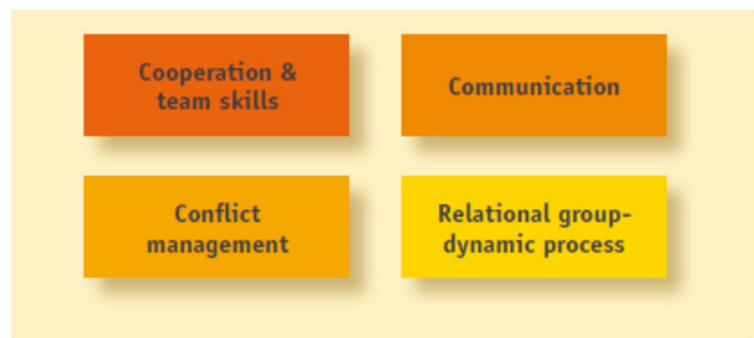 Cooperation &
team skills
Communication
Conflict
management
Relational group-
dynamic process